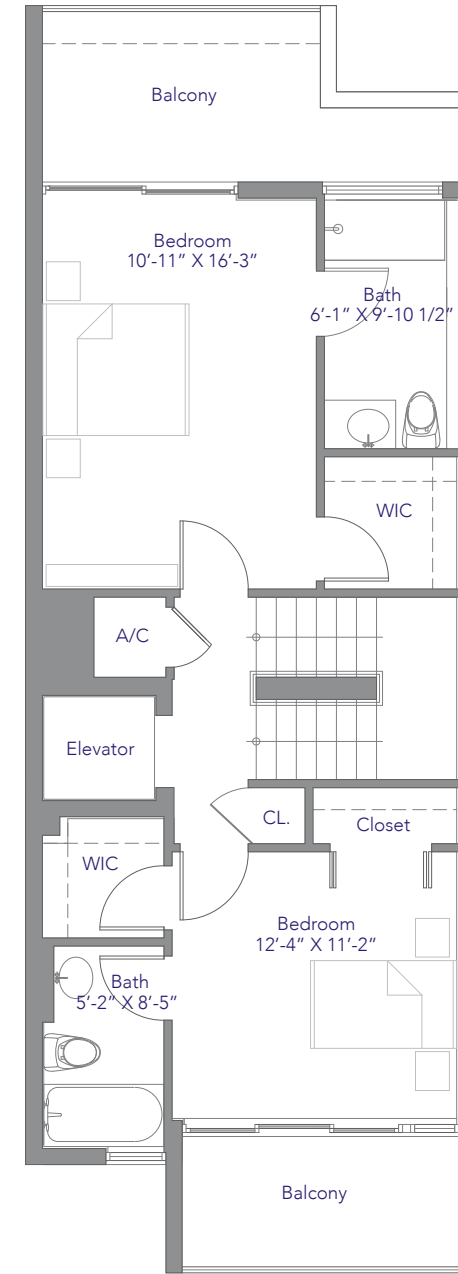 Balcony
Bedroom
10'-11" X 16'-3"
Bath
6'-1" X 9'-10 1/2"
WIC
A/C
Elevator
CL.
Closet
WIC
Bedroom
12'-4" X 11'-2"
Bath
5'-2" X 8'-5"
Balcony